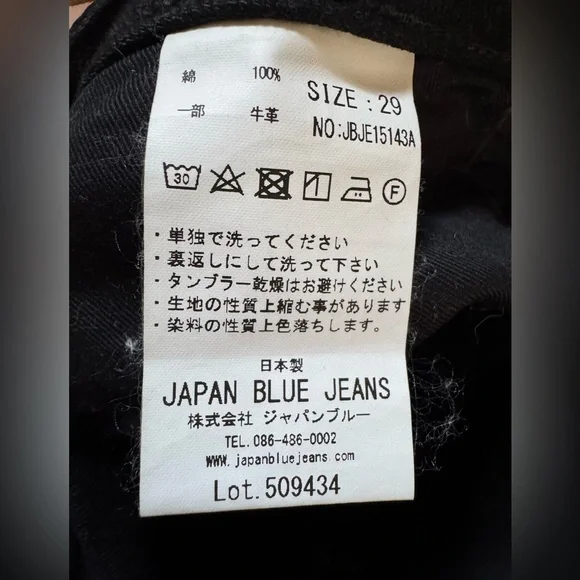 綿 100%
一部 牛革
SIZE : 29
NO:JBJE15143A
30 F
・単独で洗ってください
・裏返しにして洗って下さい
・タンブラー乾燥はお避けください
・生地の性質上縮む事があります
・染料の性質上色落ちします。
日本製
JAPAN BLUE JEANS
株式会社 ジャパンブルー
TEL. 086-486-0002
www.japanbluejeans.com
Lot.509434